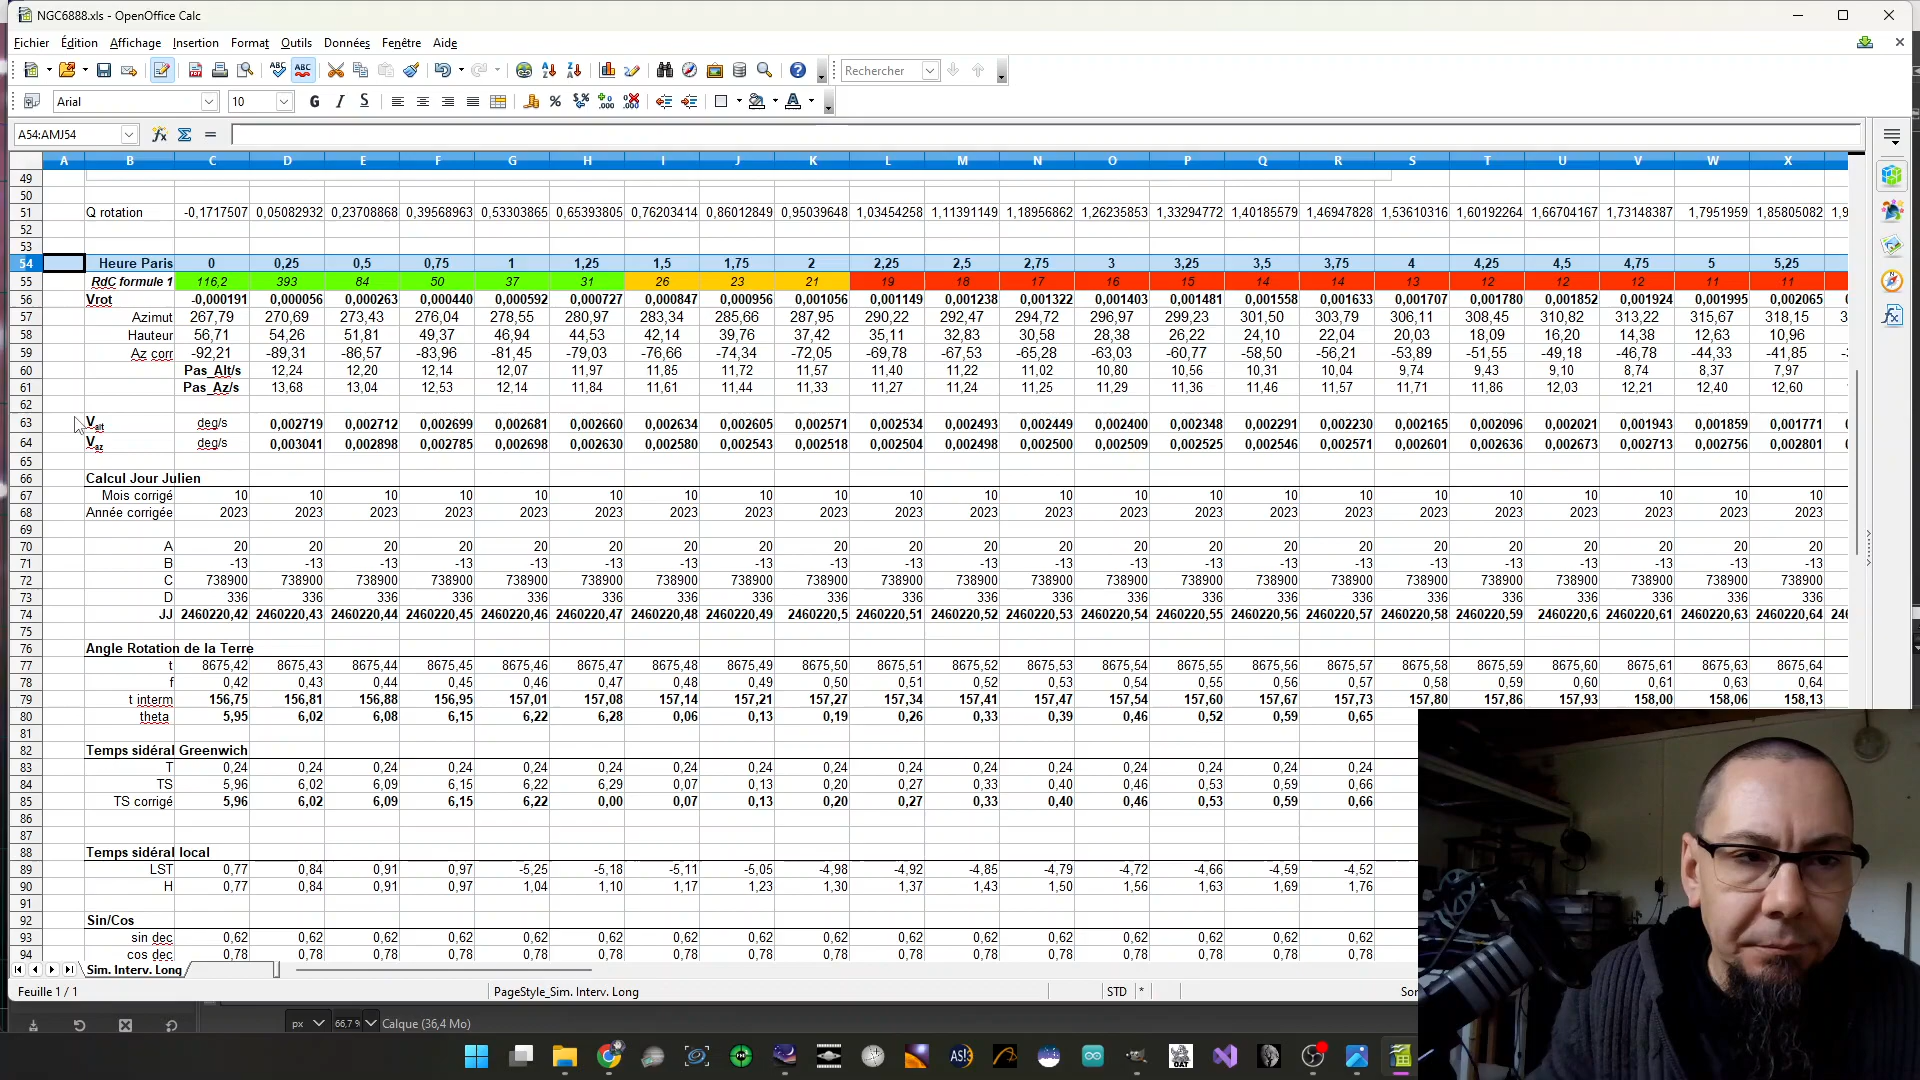 NGC6888.xls - OpenOffice Calc
Fichier Édition Affichage Insertion Format Outils Données Fenêtre Aide
Rechercher
Arial 10 G I S
A54:AMJ54
A B C D E F G H I J K L M N O P Q R S T U V W X
49
50
51 Q rotation -0,1717507 0,05082932 0,23708868 0,39568963 0,53303865 0,65393805 0,76203414 0,86012849 0,95039648 1,03454258 1,11391149 1,18956862 1,26235853 1,33294772 1,40185579 1,46947828 1,53610316 1,60192264 1,66704167 1,73148387 1,7951959 1,85805082 1,9
52
53
54 Heure Paris 0 0,25 0,5 0,75 1 1,25 1,5 1,75 2 2,25 2,5 2,75 3 3,25 3,5 3,75 4 4,25 4,5 4,75 5 5,25
55 RdC formule 1 116,2 393 84 50 37 31 26 23 21 19 18 17 16 15 14 14 13 12 12 12 11 11
56 Vrot -0,000191 0,000056 0,000263 0,000440 0,000592 0,000727 0,000847 0,000956 0,001056 0,001149 0,001238 0,001322 0,001403 0,001481 0,001558 0,001633 0,001707 0,001780 0,001852 0,001924 0,001995 0,002065 0,
57 Azimut 267,79 270,69 273,43 276,04 278,55 280,97 283,34 285,66 287,95 290,22 292,47 294,72 296,97 299,23 301,50 303,79 306,11 308,45 310,82 313,22 315,67 318,15 3
58 Hauteur 56,71 54,26 51,81 49,37 46,94 44,53 42,14 39,76 37,42 35,11 32,83 30,58 28,38 26,22 24,10 22,04 20,03 18,09 16,20 14,38 12,63 10,96
59 Az corr -92,21 -89,31 -86,57 -83,96 -81,45 -79,03 -76,66 -74,34 -72,05 -69,78 -67,53 -65,28 -63,03 -60,77 -58,50 -56,21 -53,89 -51,55 -49,18 -46,78 -44,33 -41,85
60 Pas_Alt/s 12,24 12,20 12,14 12,07 11,97 11,85 11,72 11,57 11,40 11,22 11,02 10,80 10,56 10,31 10,04 9,74 9,43 9,10 8,74 8,37 7,97
61 Pas_Az/s 13,68 13,04 12,53 12,14 11,84 11,61 11,44 11,33 11,27 11,24 11,25 11,29 11,36 11,46 11,57 11,71 11,86 12,03 12,21 12,40 12,60
62
63 Valt deg/s 0,002719 0,002712 0,002699 0,002681 0,002660 0,002634 0,002605 0,002571 0,002534 0,002493 0,002449 0,002400 0,002348 0,002291 0,002230 0,002165 0,002096 0,002021 0,001943 0,001859 0,001771 0,
64 Vaz deg/s 0,003041 0,002898 0,002785 0,002698 0,002630 0,002580 0,002543 0,002518 0,002504 0,002498 0,002500 0,002509 0,002525 0,002546 0,002571 0,002601 0,002636 0,002673 0,002713 0,002756 0,002801 0,
65
66 Calcul Jour Julien
67 Mois corrigé 10 10 10 10 10 10 10 10 10 10 10 10 10 10 10 10 10 10 10 10 10 10
68 Année corrigée 2023 2023 2023 2023 2023 2023 2023 2023 2023 2023 2023 2023 2023 2023 2023 2023 2023 2023 2023 2023 2023 2023
69
70 A 20 20 20 20 20 20 20 20 20 20 20 20 20 20 20 20 20 20 20 20 20 20
71 B -13 -13 -13 -13 -13 -13 -13 -13 -13 -13 -13 -13 -13 -13 -13 -13 -13 -13 -13 -13 -13 -13
72 C 738900 738900 738900 738900 738900 738900 738900 738900 738900 738900 738900 738900 738900 738900 738900 738900 738900 738900 738900 738900 738900 738900
73 D 336 336 336 336 336 336 336 336 336 336 336 336 336 336 336 336 336 336 336 336 336 336
74 JJ 2460220,42 2460220,43 2460220,44 2460220,45 2460220,46 2460220,47 2460220,48 2460220,49 2460220,5 2460220,51 2460220,52 2460220,53 2460220,54 2460220,55 2460220,56 2460220,57 2460220,58 2460220,59 2460220,6 2460220,61 2460220,63 2460220,64 246
75
76 Angle Rotation de la Terre
77 t 8675,42 8675,43 8675,44 8675,45 8675,46 8675,47 8675,48 8675,49 8675,50 8675,51 8675,52 8675,53 8675,54 8675,55 8675,56 8675,57 8675,58 8675,59 8675,60 8675,61 8675,63 8675,64
78 f 0,42 0,43 0,44 0,45 0,46 0,47 0,48 0,49 0,50 0,51 0,52 0,53 0,54 0,55 0,56 0,57 0,58 0,59 0,60 0,61 0,63 0,64
79 t interm 156,75 156,81 156,88 156,95 157,01 157,08 157,14 157,21 157,27 157,34 157,41 157,47 157,54 157,60 157,67 157,73 157,80 157,86 157,93 158,00 158,06 158,13
80 theta 5,95 6,02 6,08 6,15 6,22 6,28 0,06 0,13 0,19 0,26 0,33 0,39 0,46 0,52 0,59 0,65
81
82 Temps sidéral Greenwich
83 T 0,24 0,24 0,24 0,24 0,24 0,24 0,24 0,24 0,24 0,24 0,24 0,24 0,24 0,24 0,24 0,24
84 TS 5,96 6,02 6,09 6,15 6,22 6,29 0,07 0,13 0,20 0,27 0,33 0,40 0,46 0,53 0,59 0,66
85 TS corrigé 5,96 6,02 6,09 6,15 6,22 0,00 0,07 0,13 0,20 0,27 0,33 0,40 0,46 0,53 0,59 0,66
86
87
88 Temps sidéral local
89 LST 0,77 0,84 0,91 0,97 -5,25 -5,18 -5,11 -5,05 -4,98 -4,92 -4,85 -4,79 -4,72 -4,66 -4,59 -4,52
90 H 0,77 0,84 0,91 0,97 1,04 1,10 1,17 1,23 1,30 1,37 1,43 1,50 1,56 1,63 1,69 1,76
91
92 Sin/Cos
93 sin dec 0,62 0,62 0,62 0,62 0,62 0,62 0,62 0,62 0,62 0,62 0,62 0,62 0,62 0,62 0,62 0,62
94 cos dec 0,78 0,78 0,78 0,78 0,78 0,78 0,78 0,78 0,78 0,78 0,78 0,78 0,78 0,78 0,78 0,78
Sim. Interv. Long
Feuille 1 / 1 PageStyle_Sim. Interv. Long STD * Sor
px 66,7 % Calque (36,4 Mo)